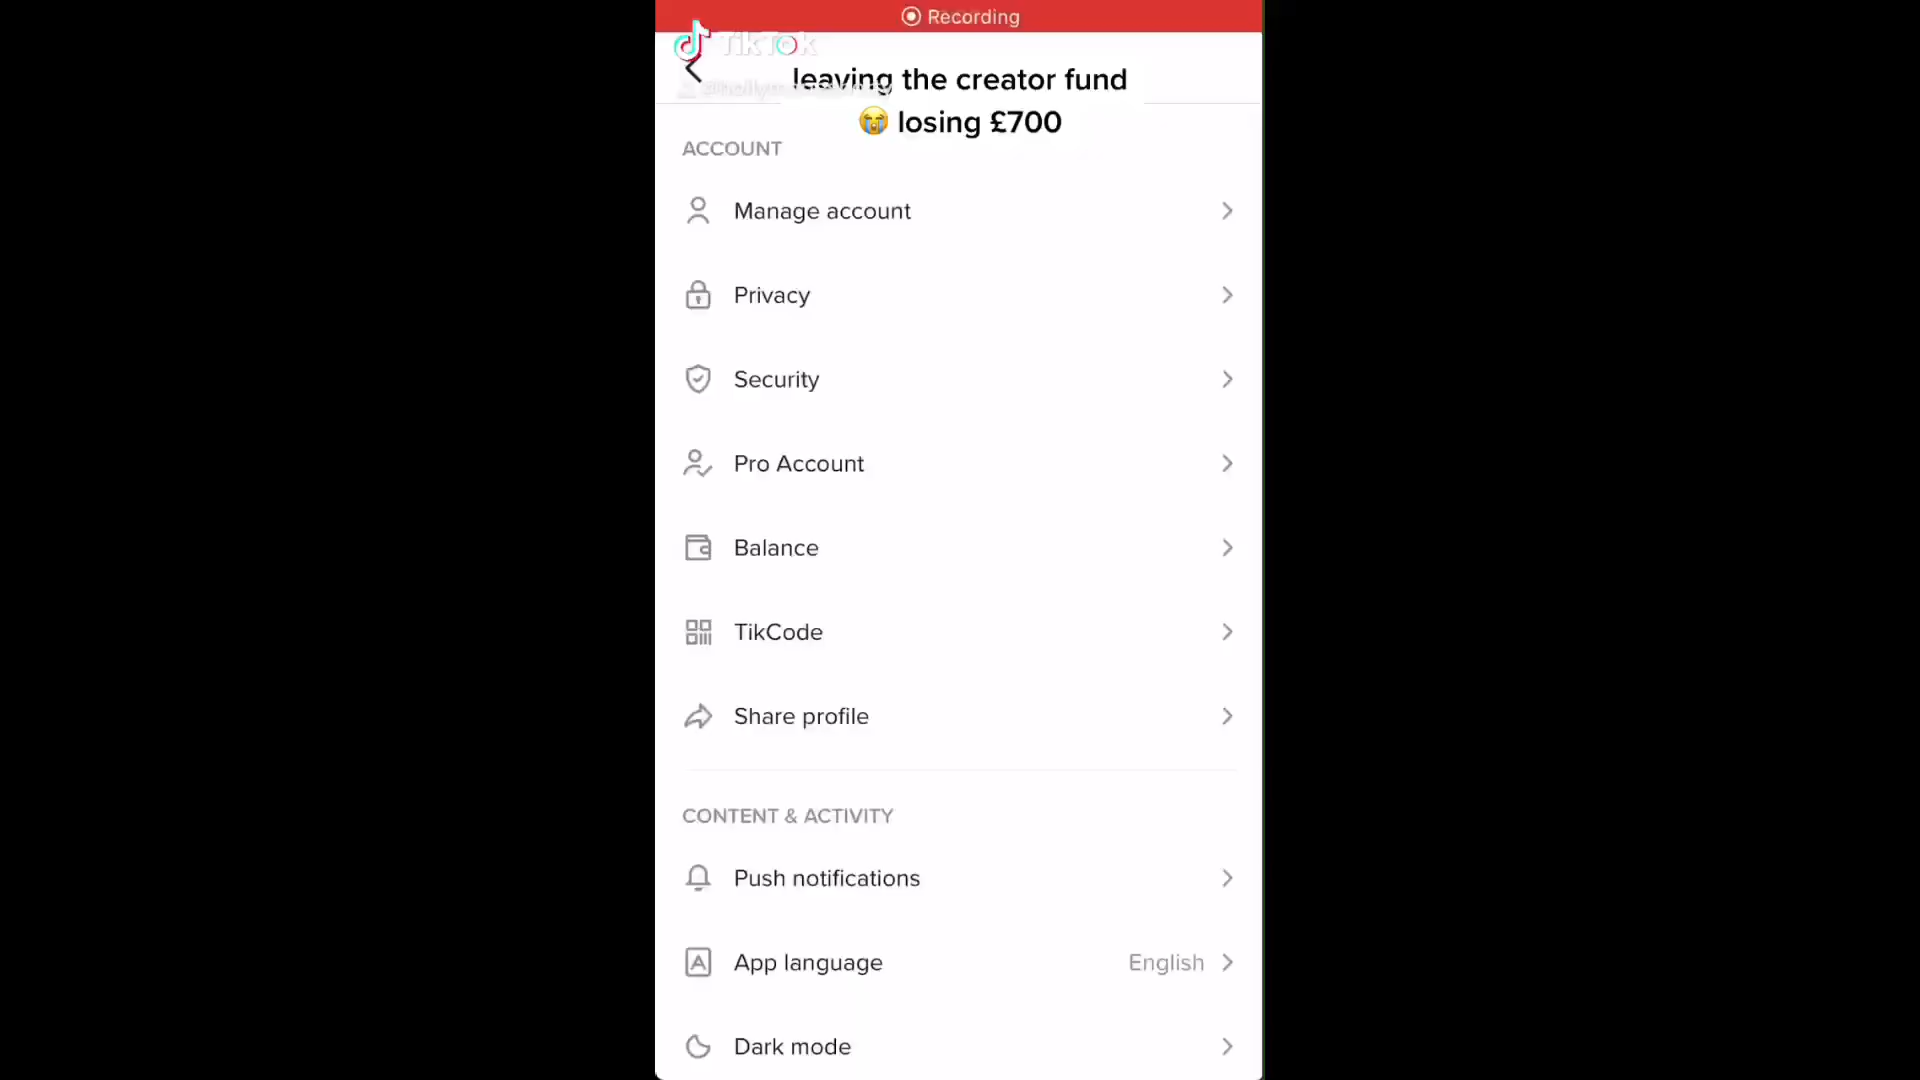 Recording
TikTok
leaving the creator fund
😭 losing £700
ACCOUNT
Manage account
Privacy
Security
Pro Account
Balance
TikCode
Share profile
CONTENT & ACTIVITY
Push notifications
App language English
Dark mode